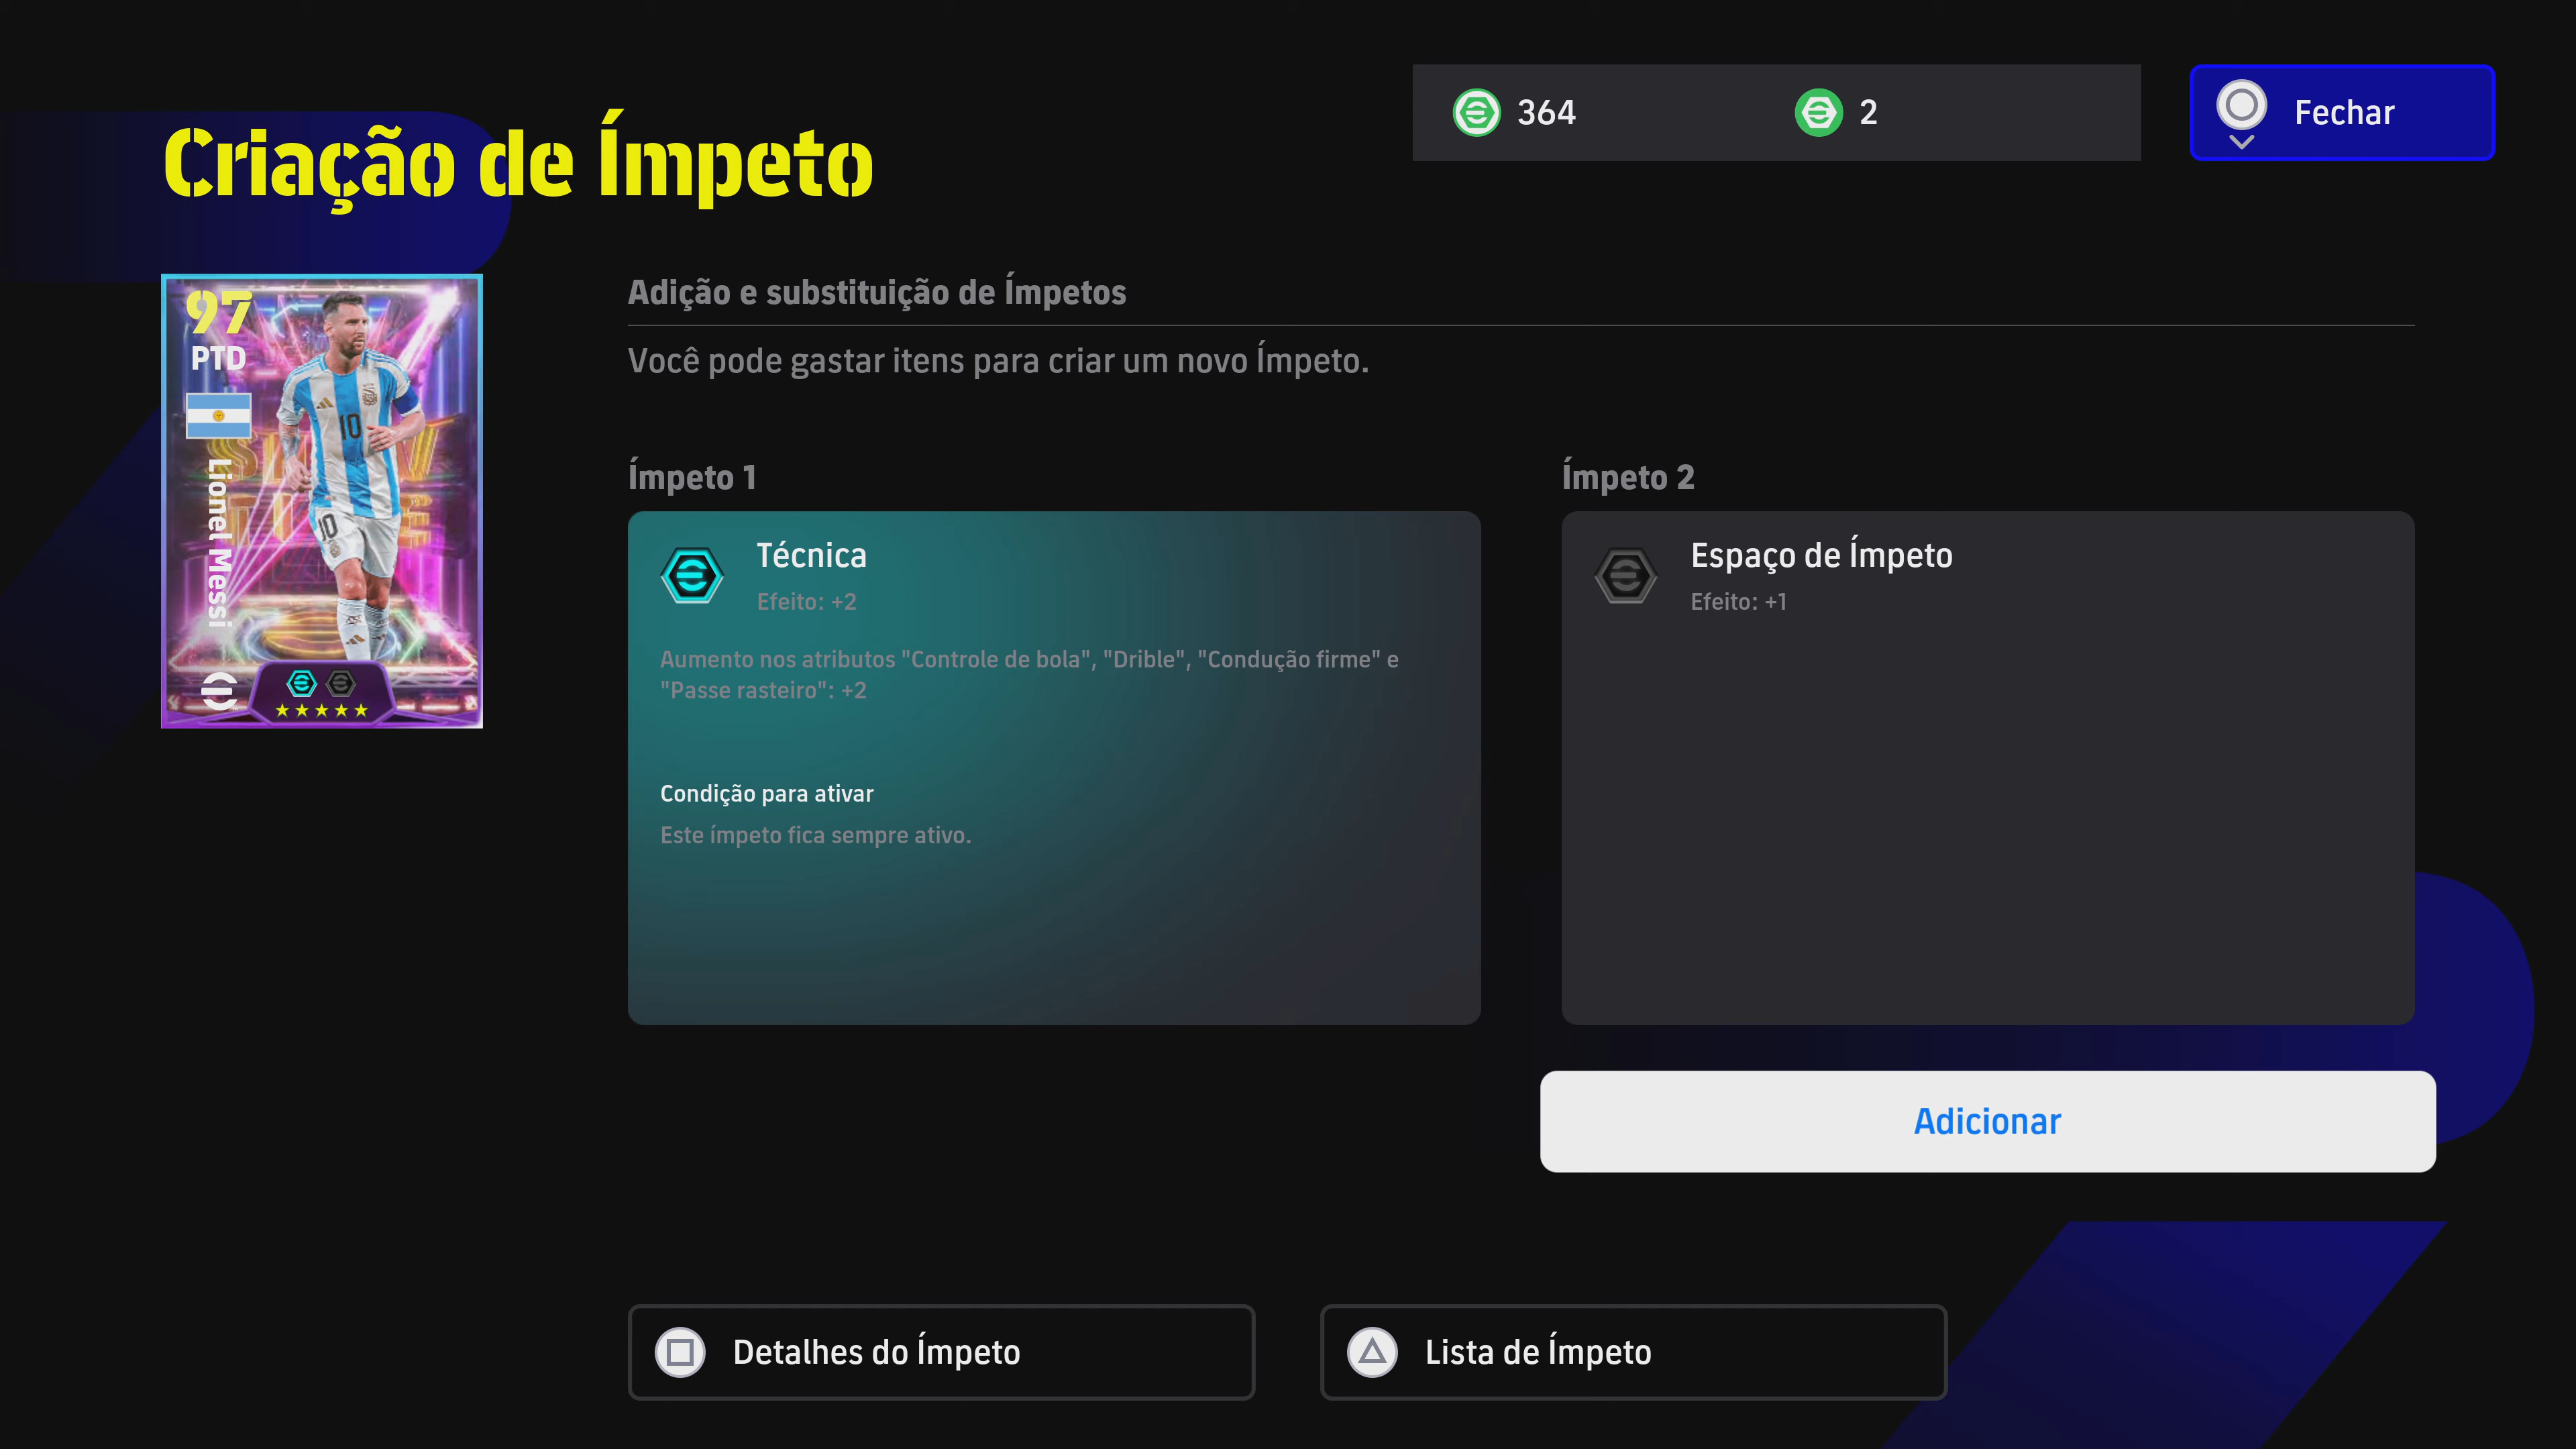 364
2
Fechar
Criação de Ímpeto
97
PTD
Lionel Messi
10
10
Adição e substituição de Ímpetos
Você pode gastar itens para criar um novo Ímpeto.
Ímpeto 1
Técnica
Efeito: +2
Aumento nos atributos "Controle de bola", "Drible", "Condução firme" e
"Passe rasteiro": +2
Condição para ativar
Este ímpeto fica sempre ativo.
Ímpeto 2
Espaço de Ímpeto
Efeito: +1
Adicionar
Detalhes do Ímpeto
Lista de Ímpeto